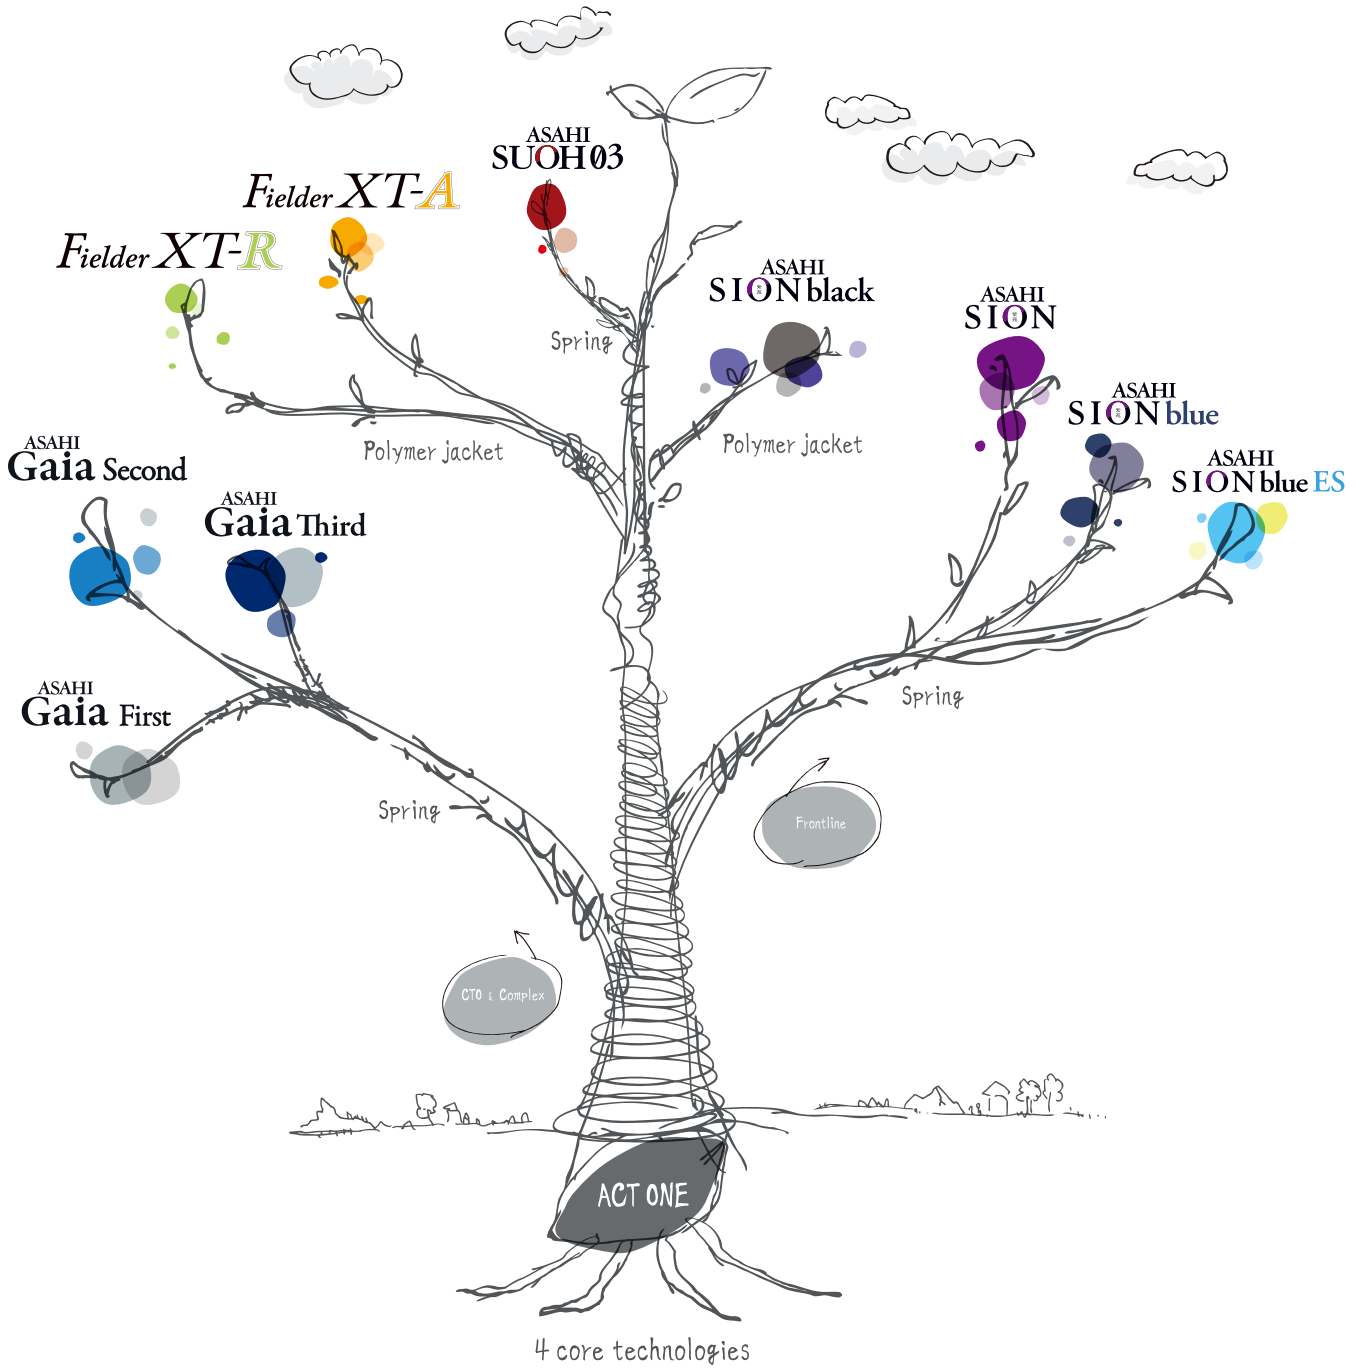 ASAHI
SUOH 03
Fielder XT-A
Fielder XT-R
ASAHI
SION black
ASAHI
SION
Spring
ASAHI
SION blue
Polymer jacket
Polymer jacket
ASAHI
Gaia Second
ASAHI
SION blue ES
ASAHI
Gaia Third
ASAHI
Gaia First
Spring
Spring
Frontline
CTO & Complex
ACT ONE
4 core technologies